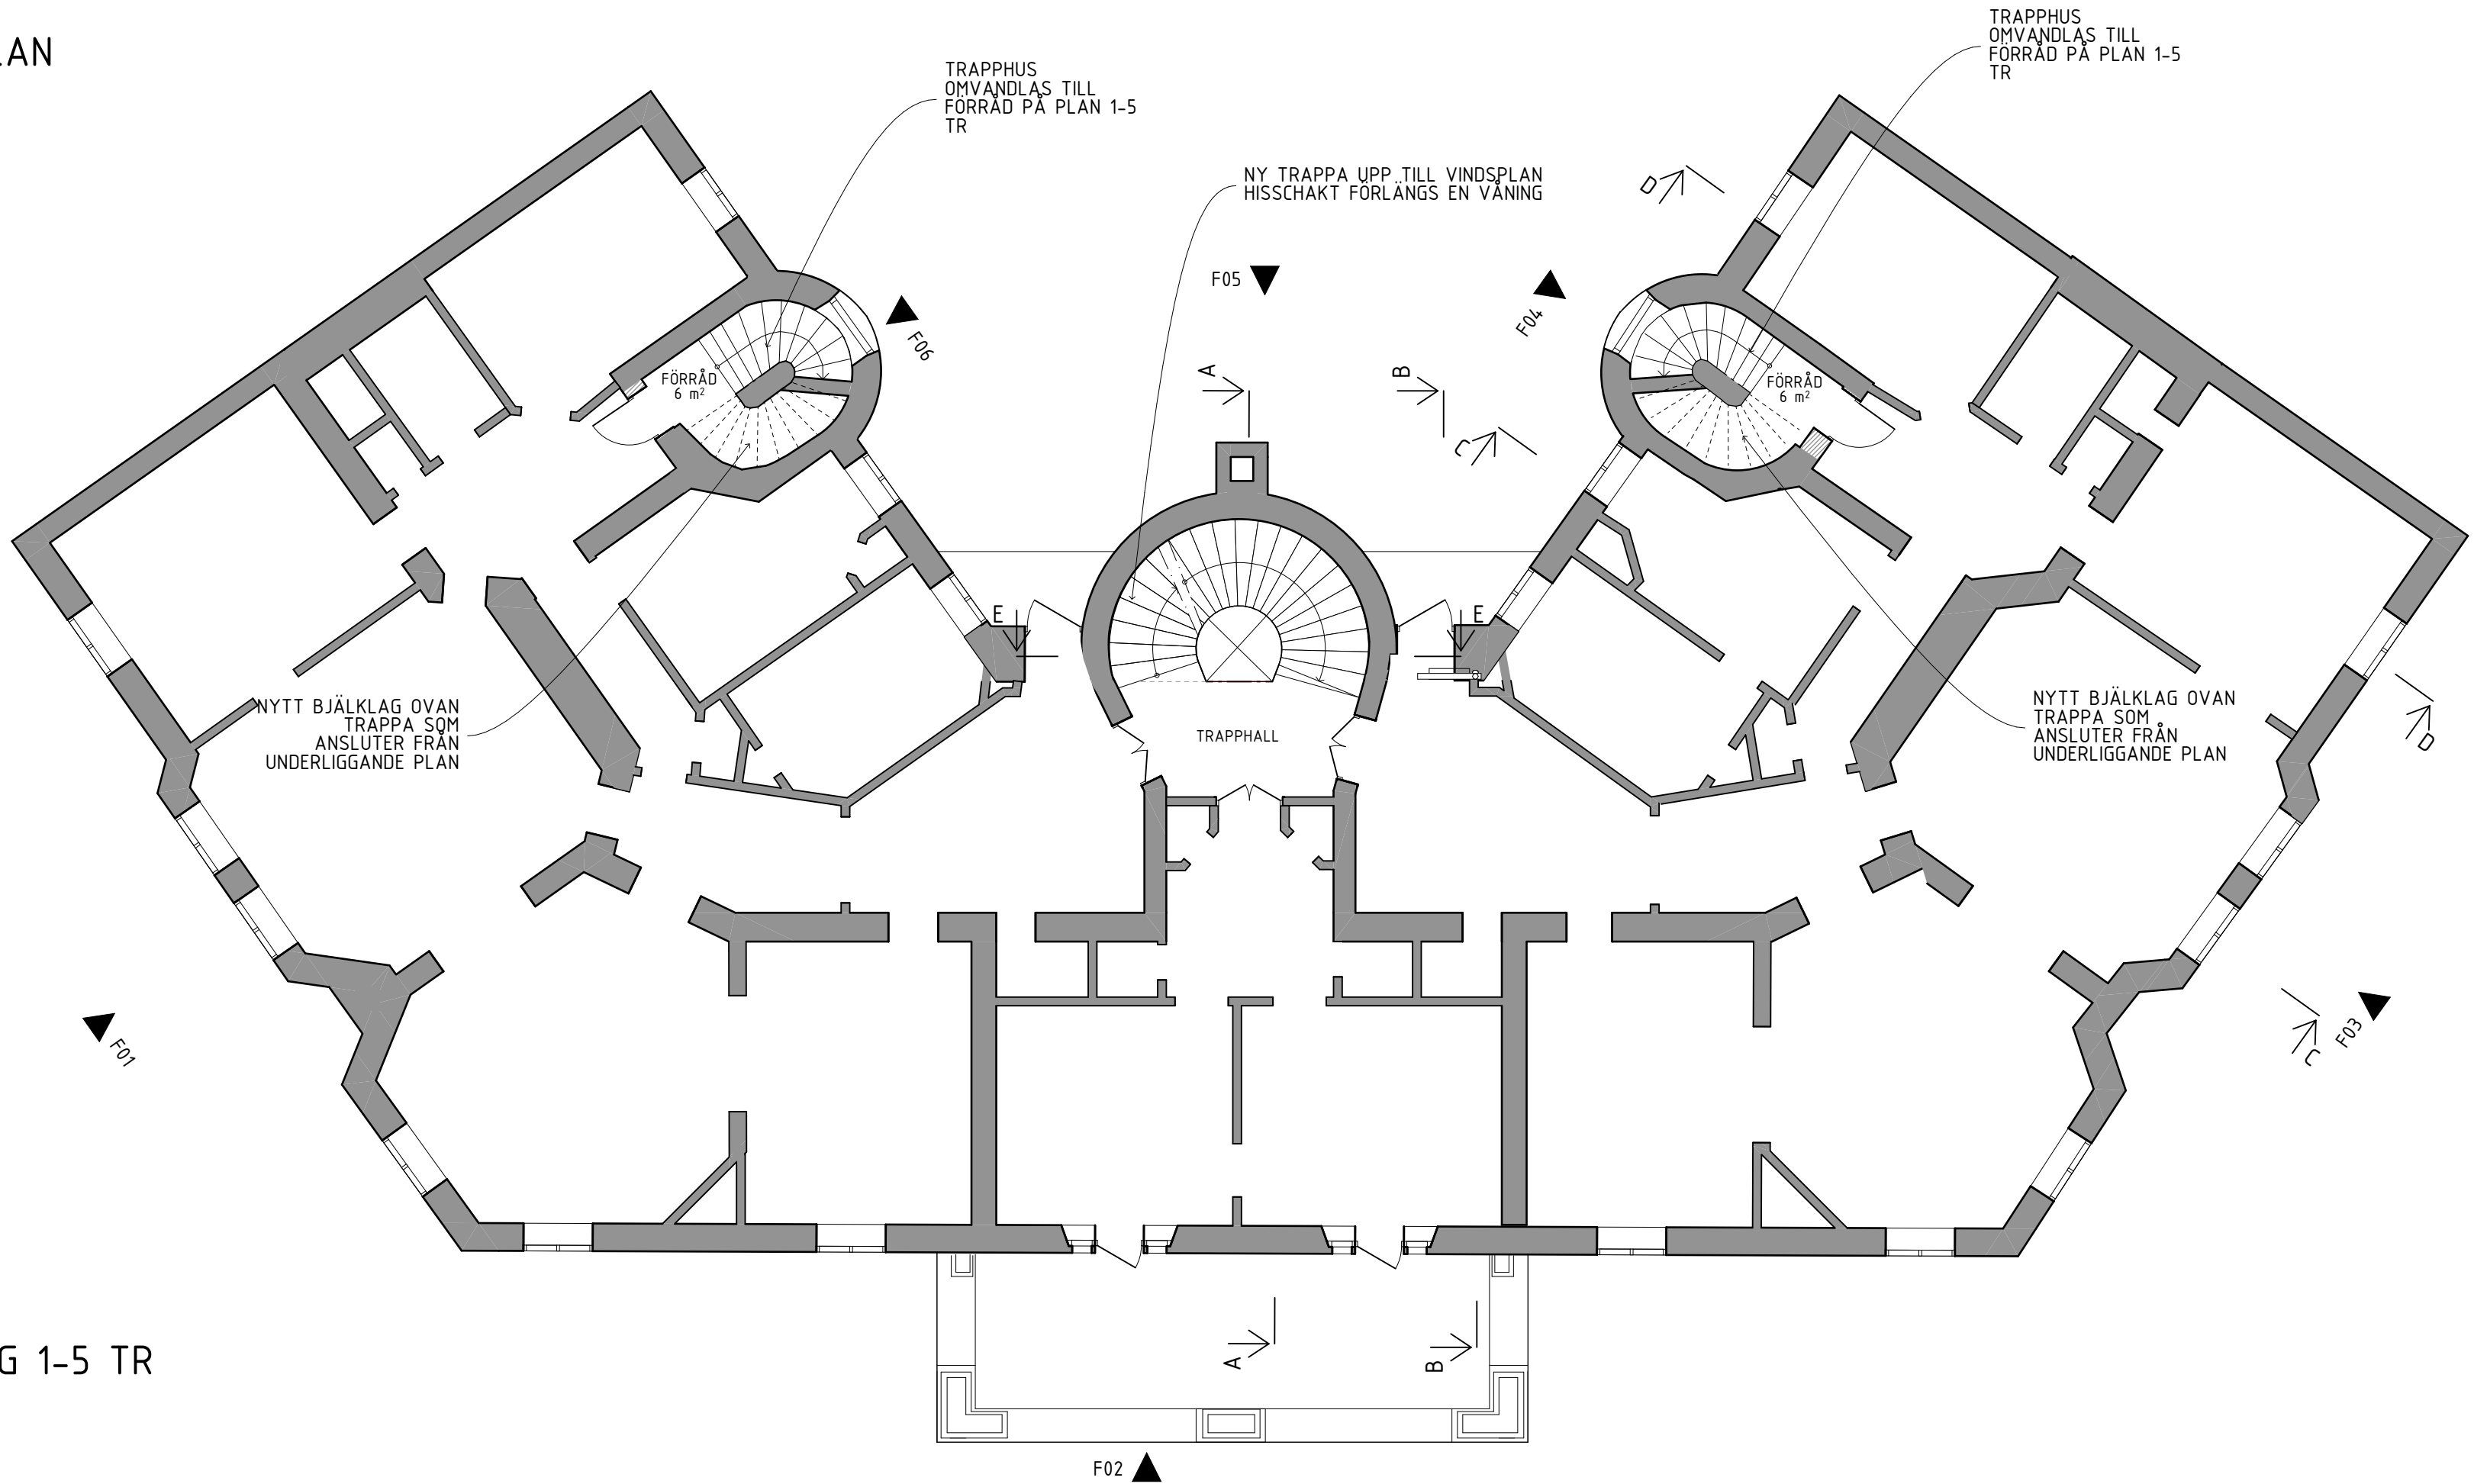 LAN
TRAPPHUS
OMVANDLAS TILL
FÖRRÅD PÅ PLAN 1-5
TR
TRAPPHUS
OMVANDLAS TILL
FÖRRÅD PÅ PLAN 1-5
TR
NY TRAPPA UPP TILL VINDSPLAN
HISSCHAKT FÖRLÄNGS EN VÅNING
D
F05
F04
F06
A
B
C
FÖRRÅD
6 m²
FÖRRÅD
6 m²
E
E
NYTT BJÄLKLAG OVAN
TRAPPA SOM
ANSLUTER FRÅN
UNDERLIGGANDE PLAN
TRAPPHALL
NYTT BJÄLKLAG OVAN
TRAPPA SOM
ANSLUTER FRÅN
UNDERLIGGANDE PLAN
D
F01
F03
C
A
B
G 1-5 TR
F02